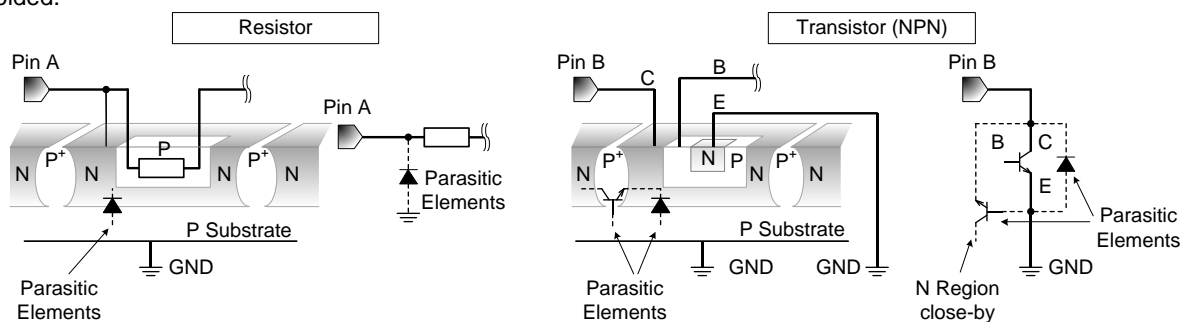 Resistor
Pin A
P
N
P+
N
N
P+
N
P Substrate
GND
Parasitic
Elements
Pin A
Parasitic
Elements
Transistor (NPN)
Pin B
C
B
E
N
P+
N
N
P
N
P+
N
P Substrate
GND
GND
Parasitic
Elements
Pin B
B
C
E
Parasitic
Elements
GND
N Region
close-by